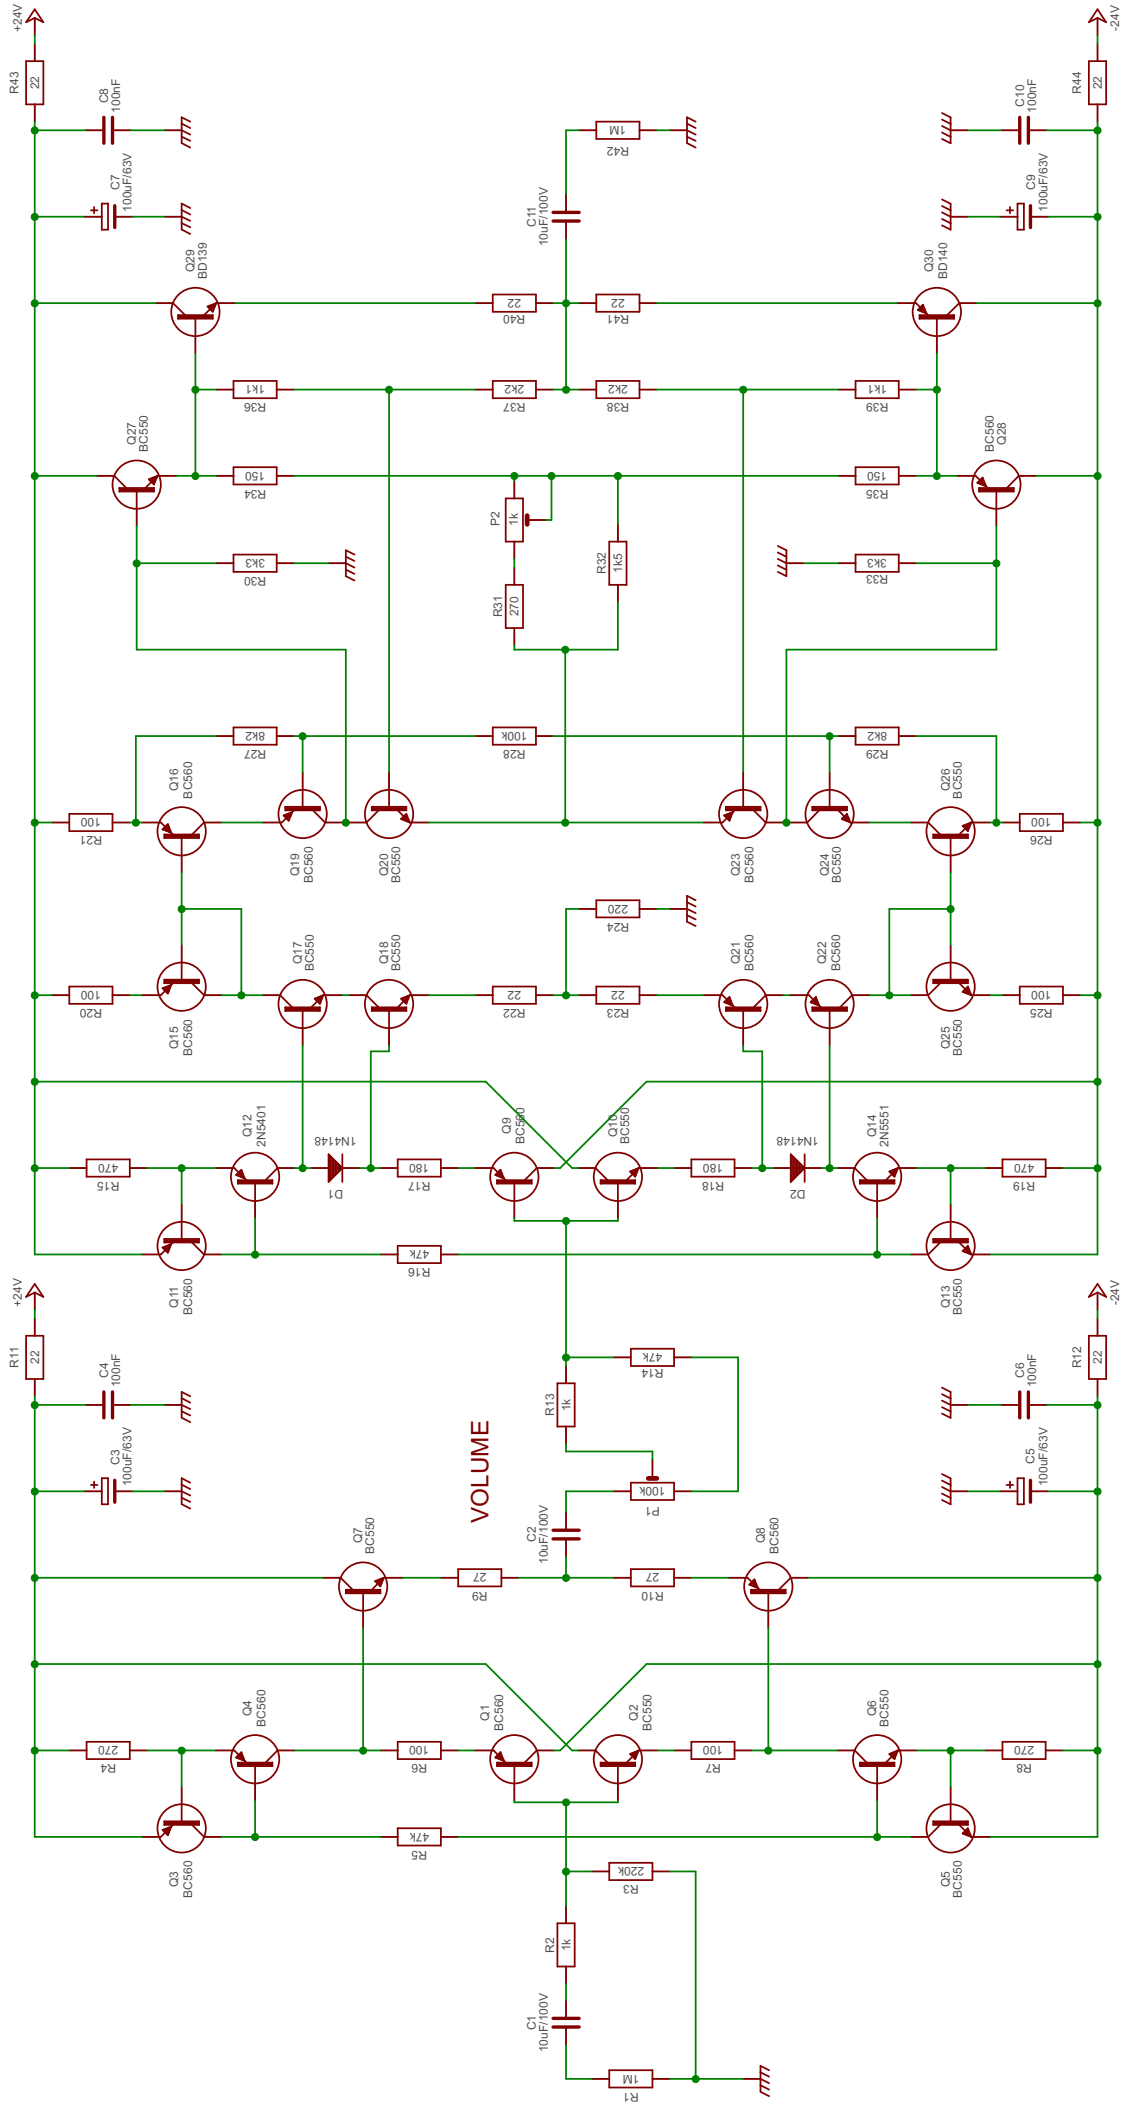 +24V
R43
22
C8
100nF
C7
100uF/63V
Q29
BD139
R40
22
R41
22
C11
10uF/100V
R42
1M
Q30
BD140
C9
100uF/63V
C10
100nF
R44
22
-24V
Q27
BC550
R36
1k1
R37
2k2
R38
2k2
R39
1k1
R34
150
R35
150
BC560
Q28
R30
3k3
P2
1k
R31
270
R32
1k5
R33
3k3
R27
8k2
R28
100k
R29
8k2
R21
100
Q16
BC560
Q19
BC560
Q20
BC550
Q23
BC560
Q24
BC550
Q26
BC550
R26
100
R20
100
Q15
BC560
Q17
BC550
Q18
BC550
R22
22
R23
22
R24
220
Q21
BC560
Q22
BC560
Q25
BC550
R25
100
R15
470
Q12
2N5401
D1
1N4148
R17
180
Q9
BC560
Q10
BC550
R18
180
D2
1N4148
Q14
2N5551
R19
470
Q11
BC560
R16
47k
Q13
BC550
+24V
R11
22
C4
100nF
C3
100uF/63V
VOLUME
R13
1k
R14
47k
P1
100k
C2
10uF/100V
C6
100nF
C5
100uF/63V
R12
22
-24V
Q7
BC550
R9
27
R10
27
Q8
BC560
R4
270
Q4
BC560
R6
100
Q1
BC560
Q2
BC550
R7
100
Q6
BC550
R8
270
Q3
BC560
R5
47k
Q5
BC550
R3
220k
R2
1k
C1
10uF/100V
R1
1M